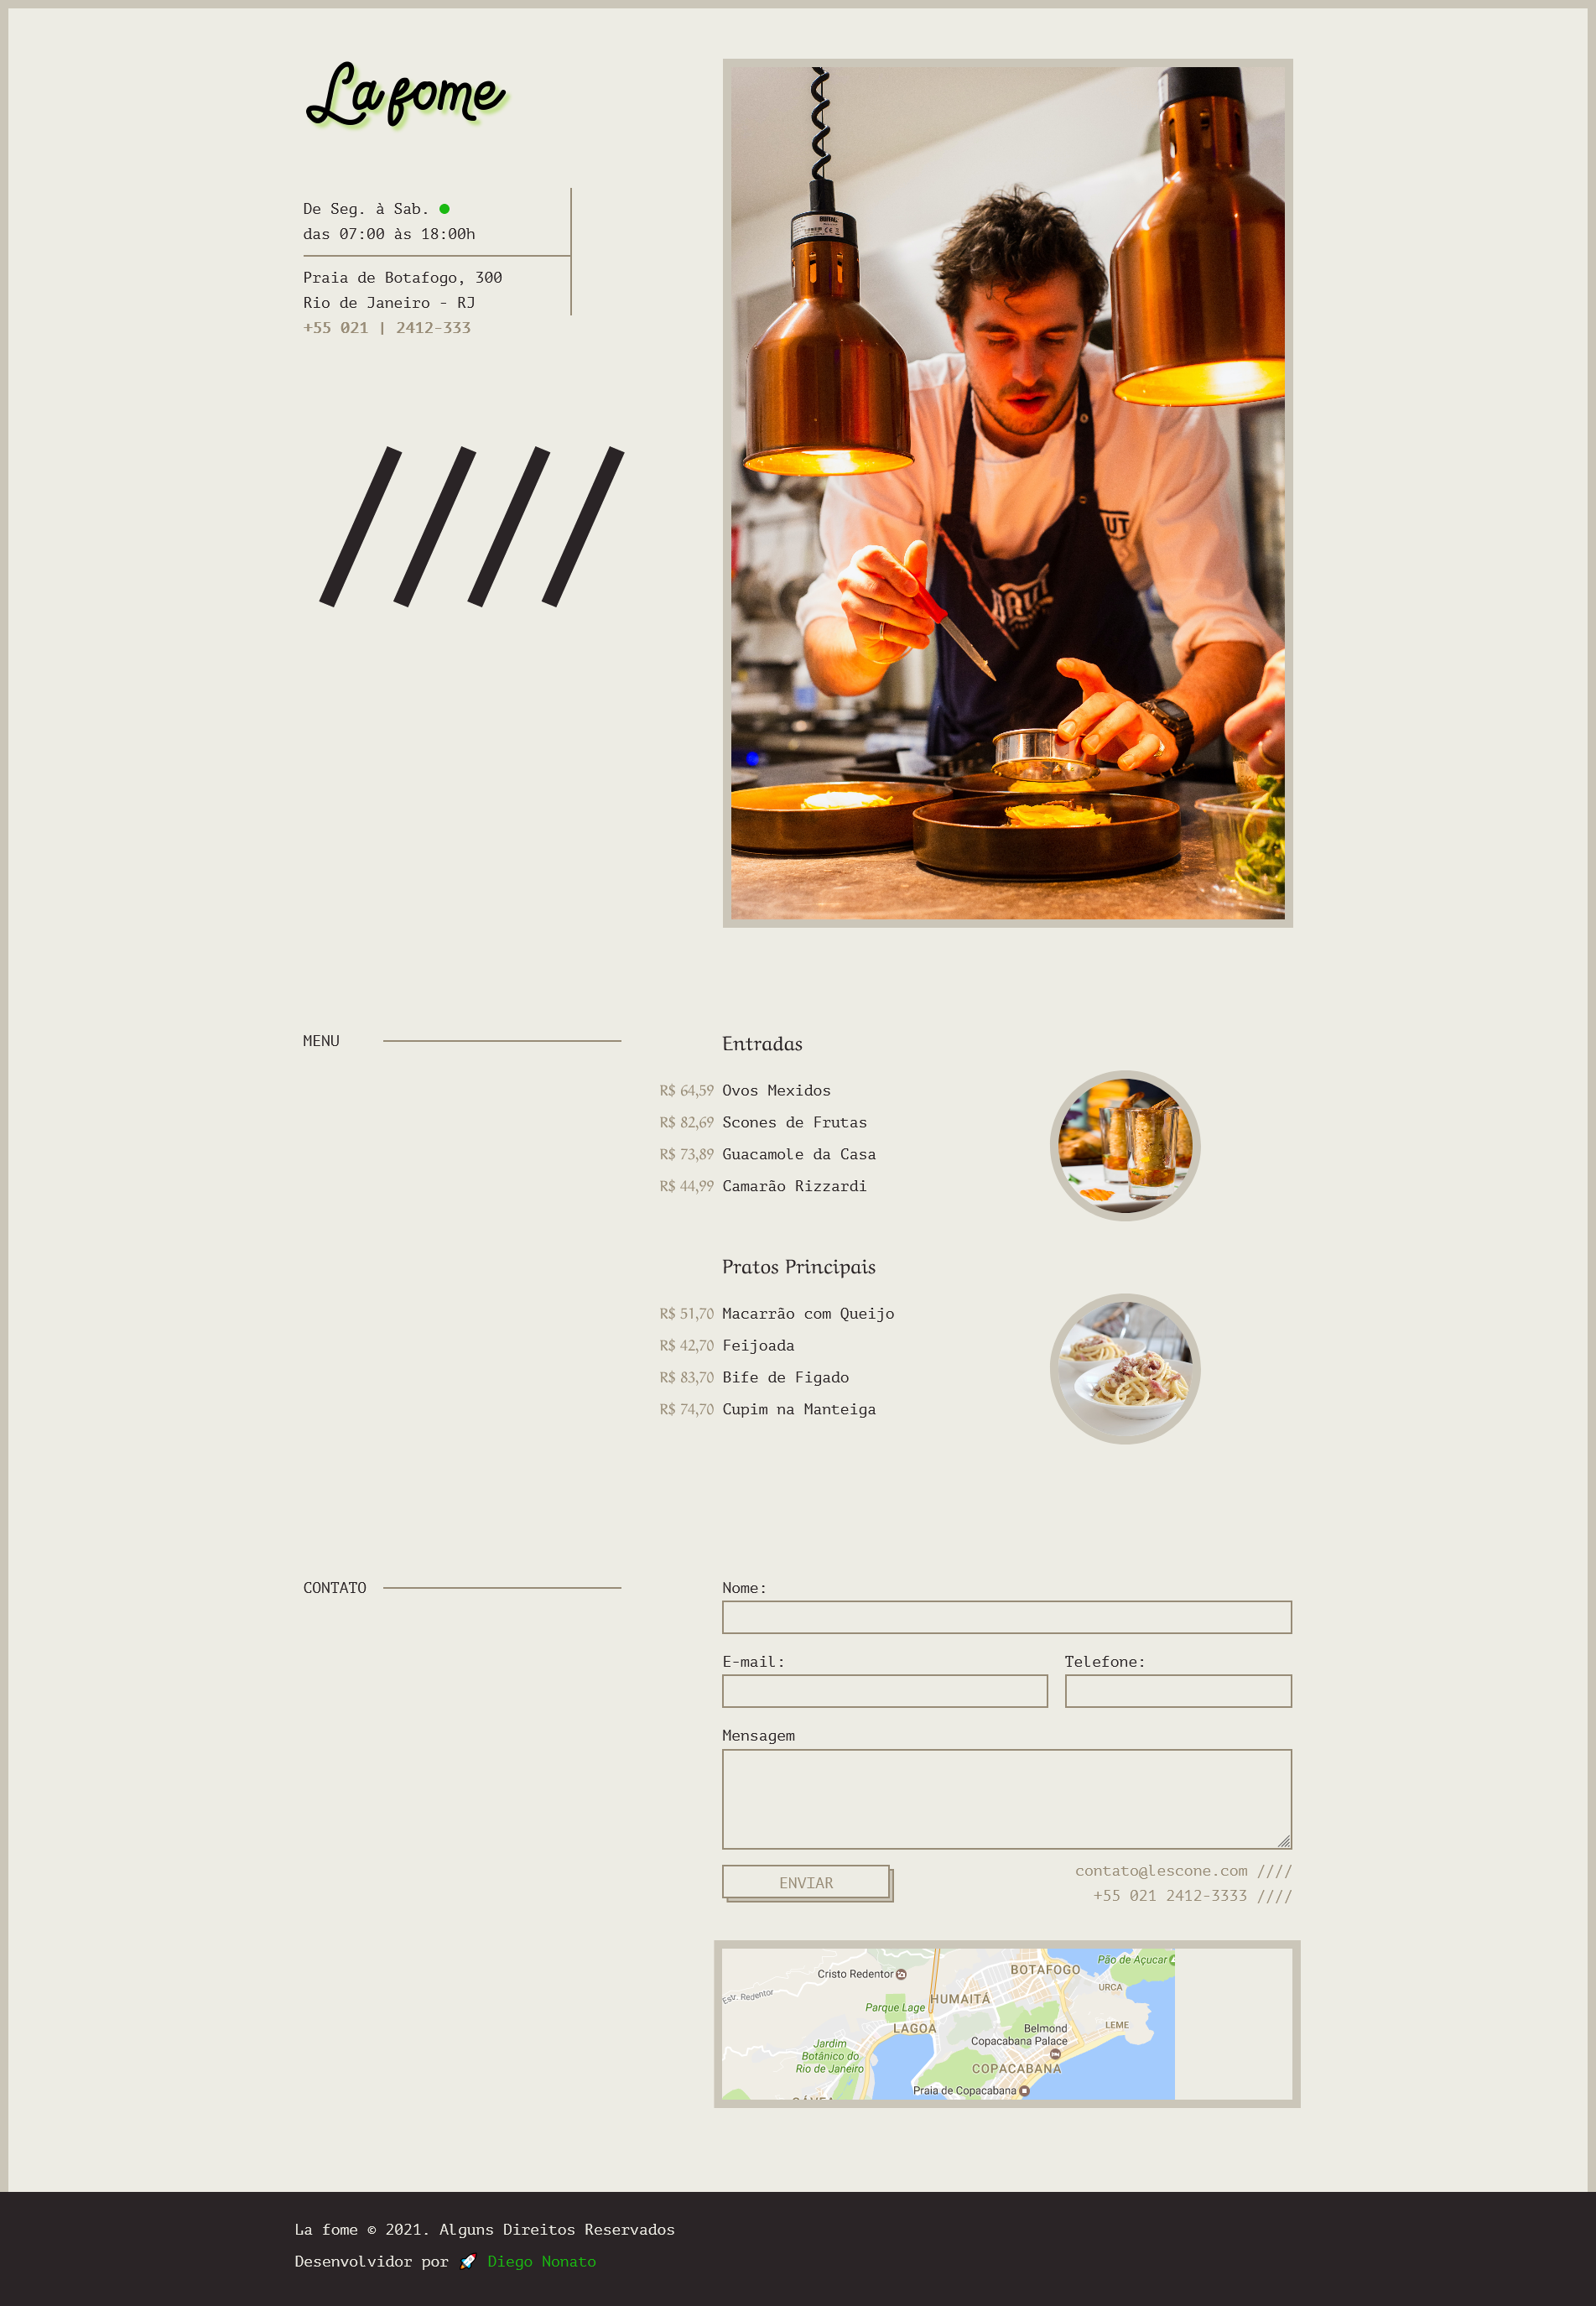 La fome
De Seg. à Sab.
das 07:00 às 18:00h
Praia de Botafogo, 300
Rio de Janeiro - RJ
+55 021 | 2412-333
////
MENU
Entradas
R$ 64,59 Ovos Mexidos
R$ 82,69 Scones de Frutas
R$ 73,89 Guacamole da Casa
R$ 44,99 Camarão Rizzardi
Pratos Principais
R$ 51,70 Macarrão com Queijo
R$ 42,70 Feijoada
R$ 83,70 Bife de Figado
R$ 74,70 Cupim na Manteiga
CONTATO
Nome:
E-mail: Telefone:
Mensagem
ENVIAR
contato@lescone.com ////
+55 021 2412-3333 ////
Pão de Açucar
BOTAFOGO
Cristo Redentor
URCA
Estr. Redentor
HUMAITÁ
Parque Lage
LAGOA
LEME
Belmond
Copacabana Palace
Jardim
Botânico do
Rio de Janeiro
COPACABANA
Praia de Copacabana
La fome © 2021. Alguns Direitos Reservados
Desenvolvidor por 🚀 Diego Nonato